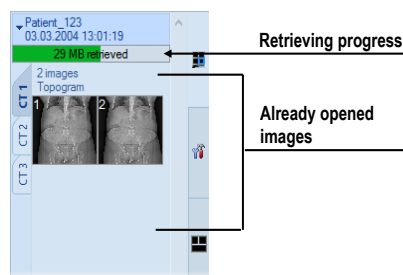 Patient_123
03.03.2004 13:01:19
29 MB retrieved
Retrieving progress
2 images
Topogram
CT 1
CT 2
CT 3
1
2
Already opened
images